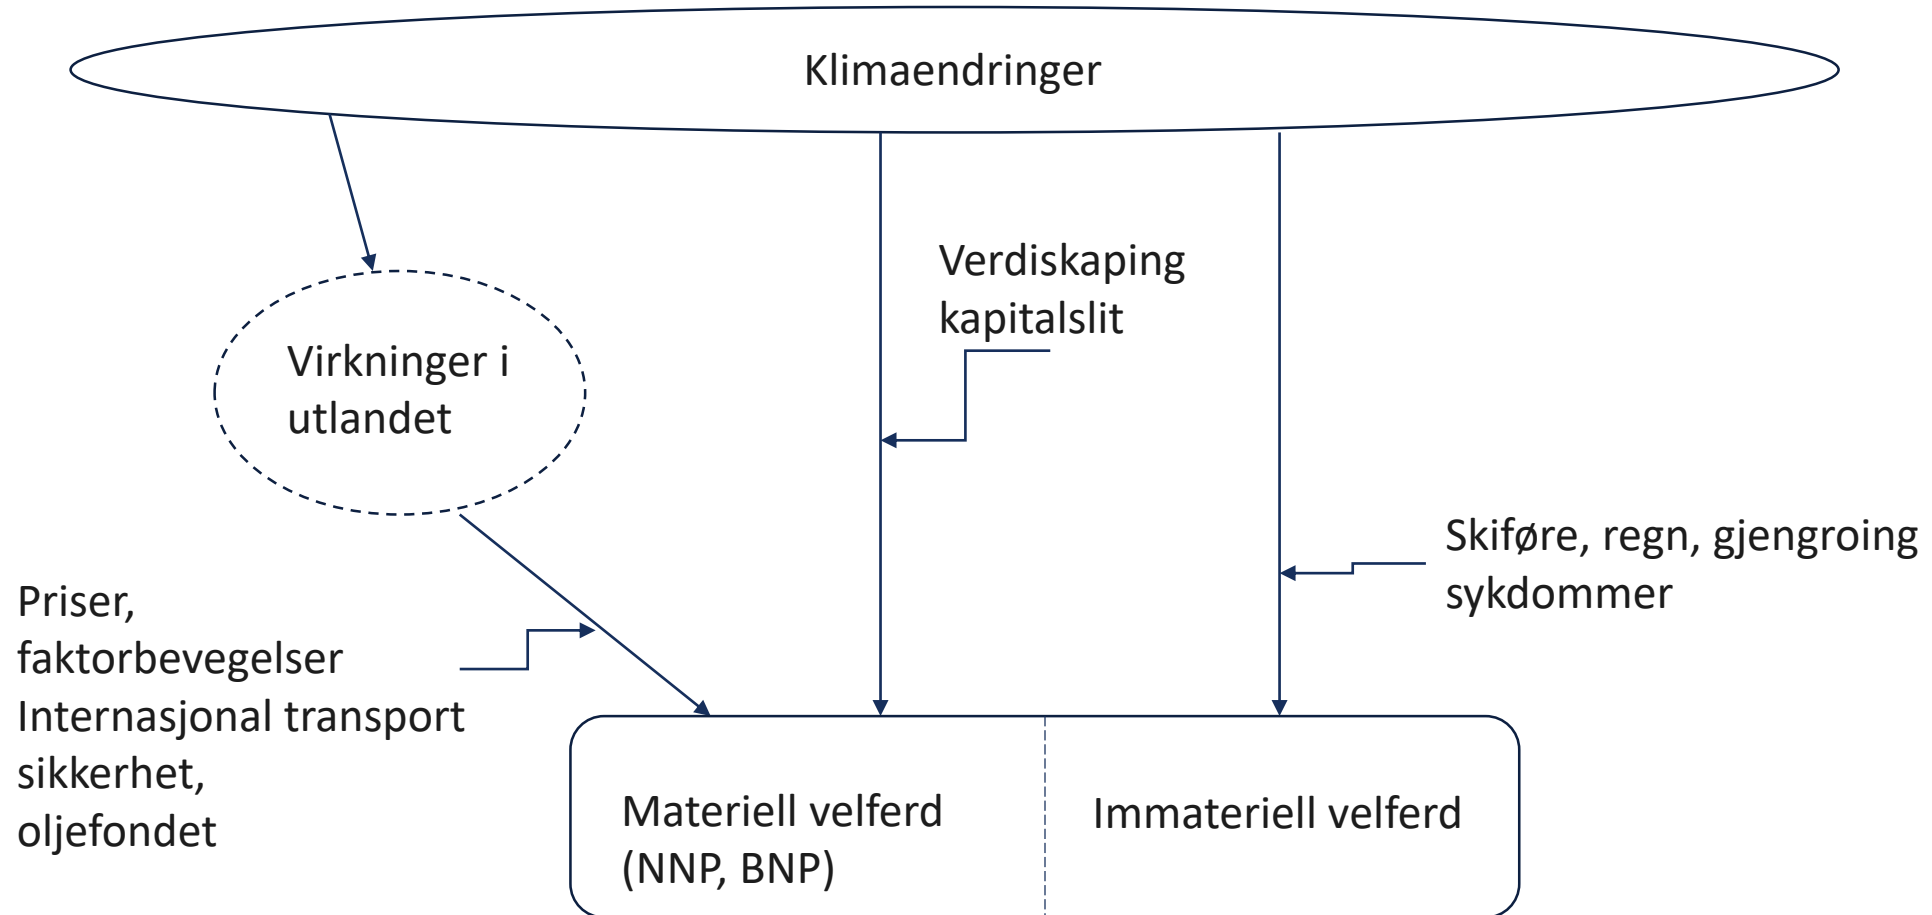 Klimaendringer
Verdiskaping
kapitalslit
Virkninger i
utlandet
Skiføre, regn, gjengroing
sykdommer
Priser,
faktorbevegelser
Internasjonal transport
sikkerhet,
oljefondet
Materiell velferd
(NNP, BNP)
Immateriell velferd